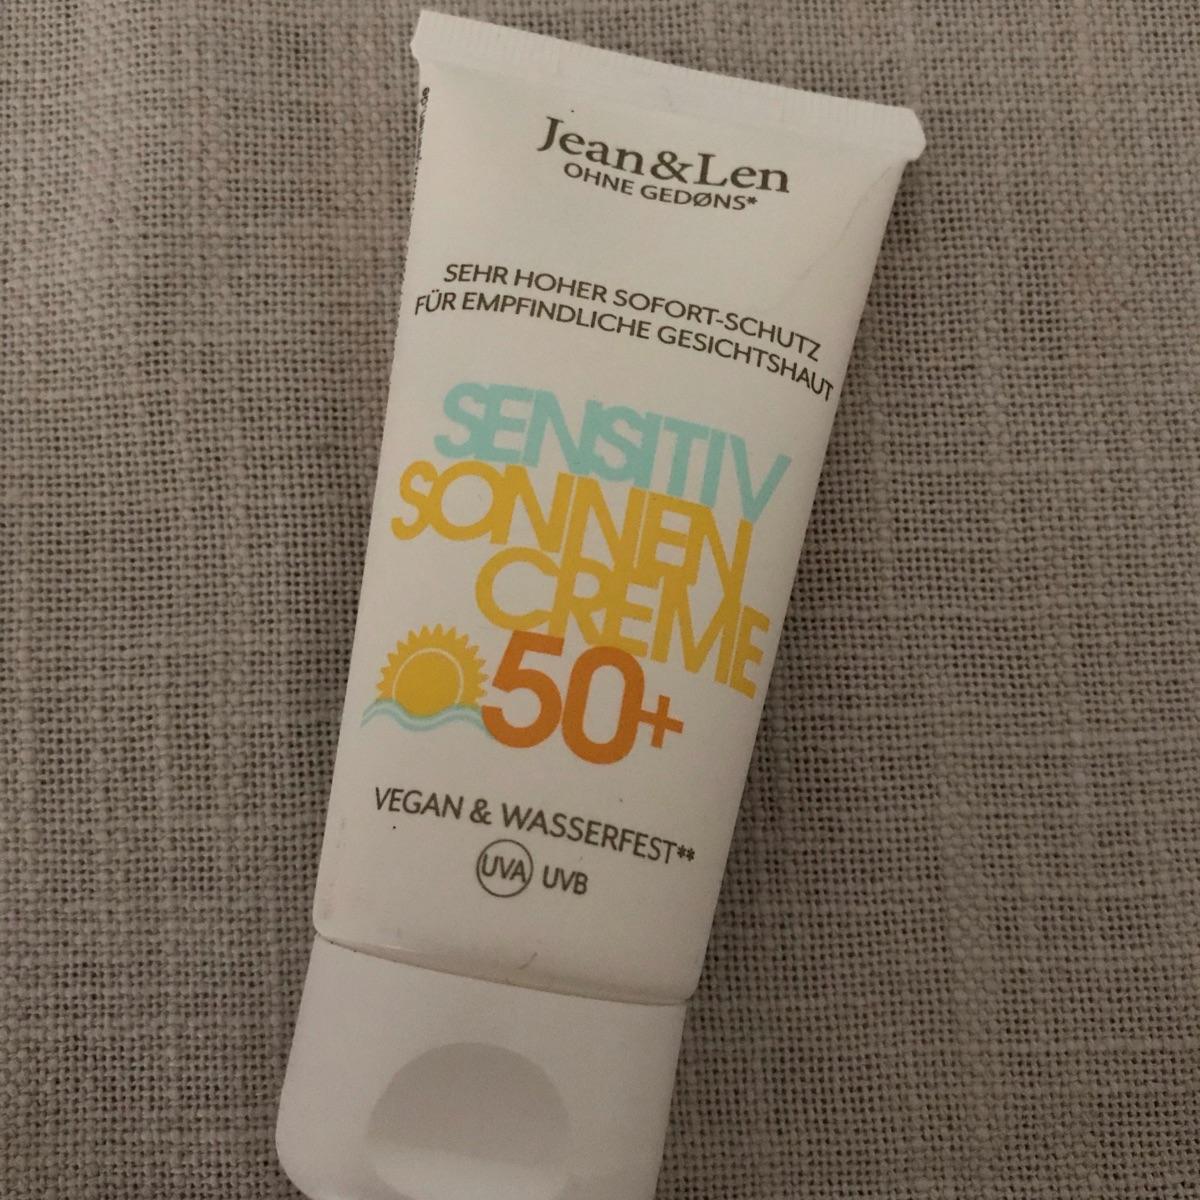 Jean&Len
OHNE GEDØNS*
SEHR HOHER SOFORT-SCHUTZ
FÜR EMPFINDLICHE GESICHTSHAUT
SENSITIV
SONNEN
CREME
50+
VEGAN & WASSERFEST**
UVA UVB